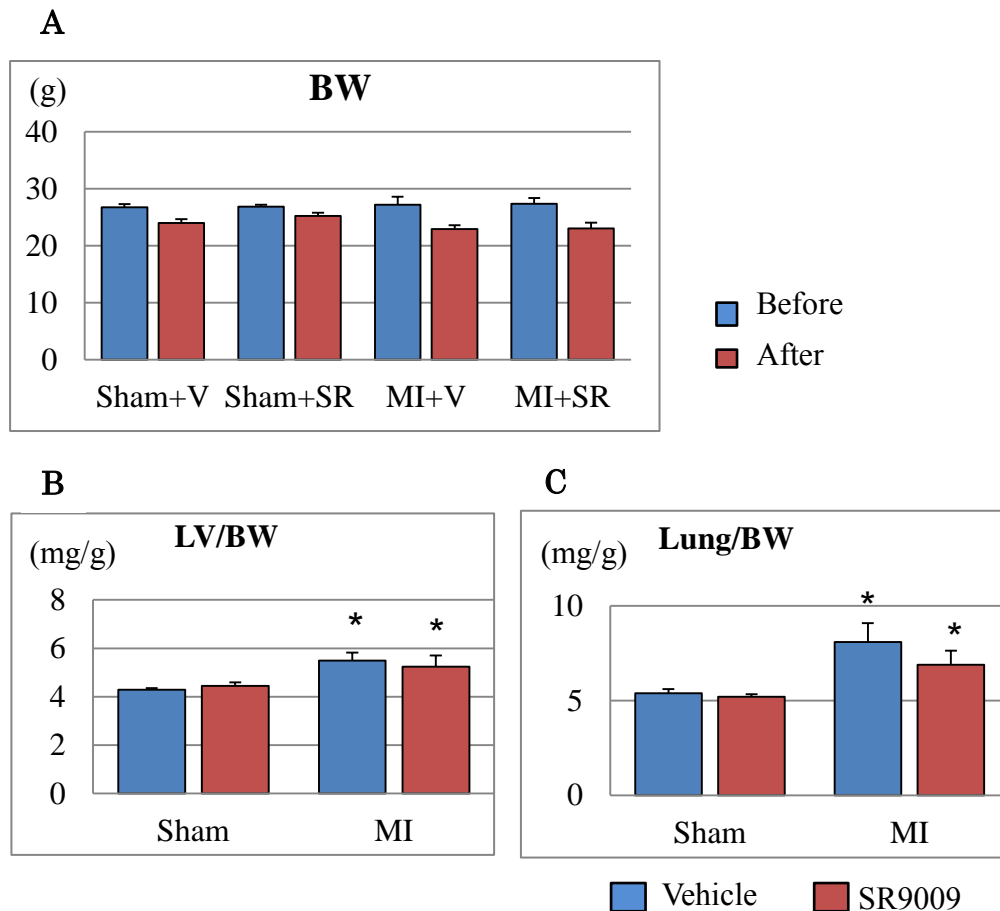 A
(g) BW
40
30
20
10
0
Sham+V Sham+SR MI+V MI+SR
Before
After
B
LV/BW
(mg/g)
8
6
4
2
0
* *
Sham MI
C
(mg/g) Lung/BW
10
5
0
* *
Sham MI
Vehicle SR9009